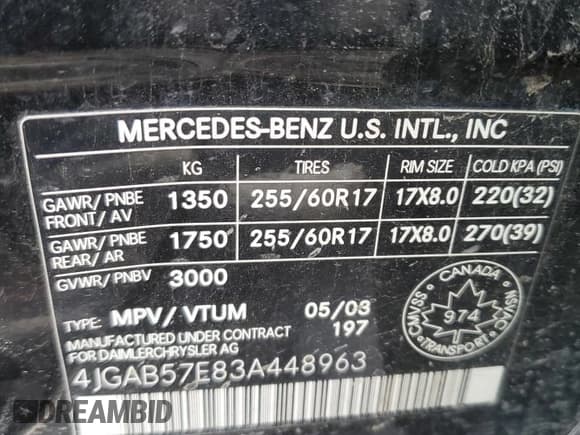 MERCEDES-BENZ U.S. INTL., INC
KG TIRES RIM SIZE COLD KPA (PSI)
GAWR/ PNBE FRONT/ AV 1350 255/60R17 17X8.0 220(32)
GAWR/ PNBE REAR/ AR 1750 255/60R17 17X8.0 270(39)
GVWR/ PNBV 3000
TYPE: MPV/ VTUM 05/03
MANUFACTURED UNDER CONTRACT 197
FOR DAIMLERCHRYSLER AG
4JGAB57E83A448963
CANADA
CMVSS NSVAC
974
TRANSPORT
DREAMBID